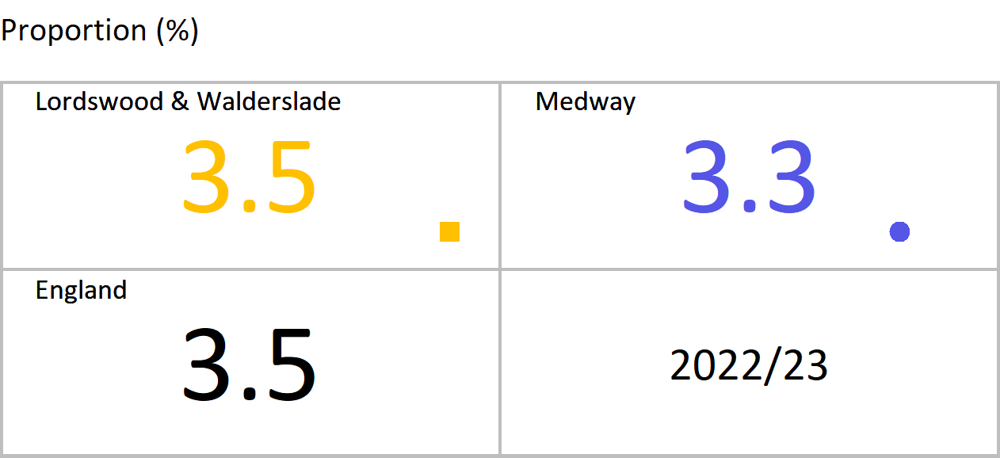 Proportion (%)
Lordswood & Walderslade
3.5
Medway
3.3
England
3.5
2022/23